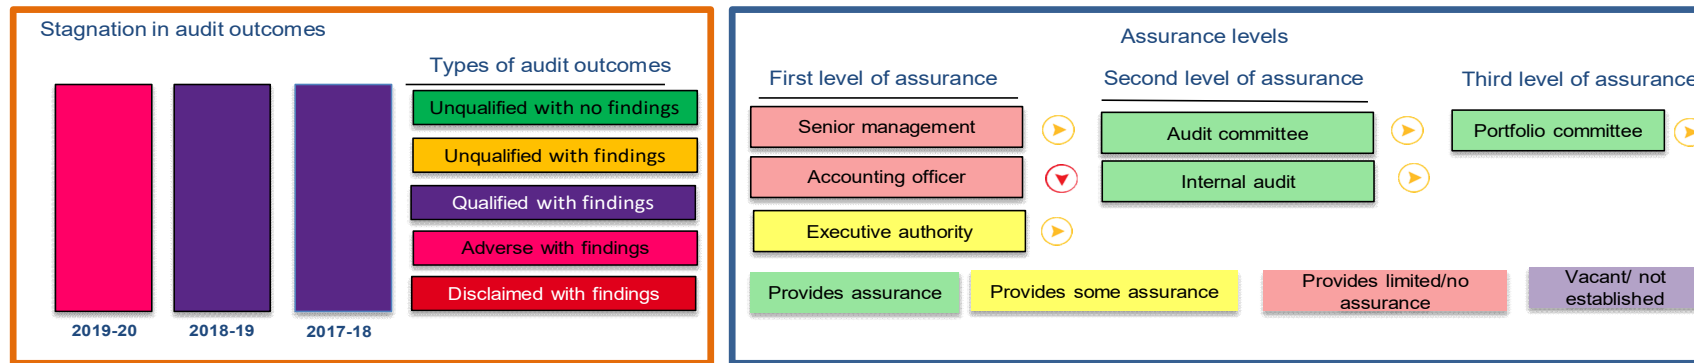 Stagnation in audit outcomes
Types of audit outcomes
Unqualified with no findings
Unqualified with findings
Qualified with findings
Adverse with findings
Disclaimed with findings
2019-20
2018-19
2017-18
Assurance levels
First level of assurance
Senior management
Accounting officer
Executive authority
Second level of assurance
Audit committee
Internal audit
Third level of assurance
Portfolio committee
Provides assurance
Provides some assurance
Provides limited/no
assurance
Vacant/ not
established